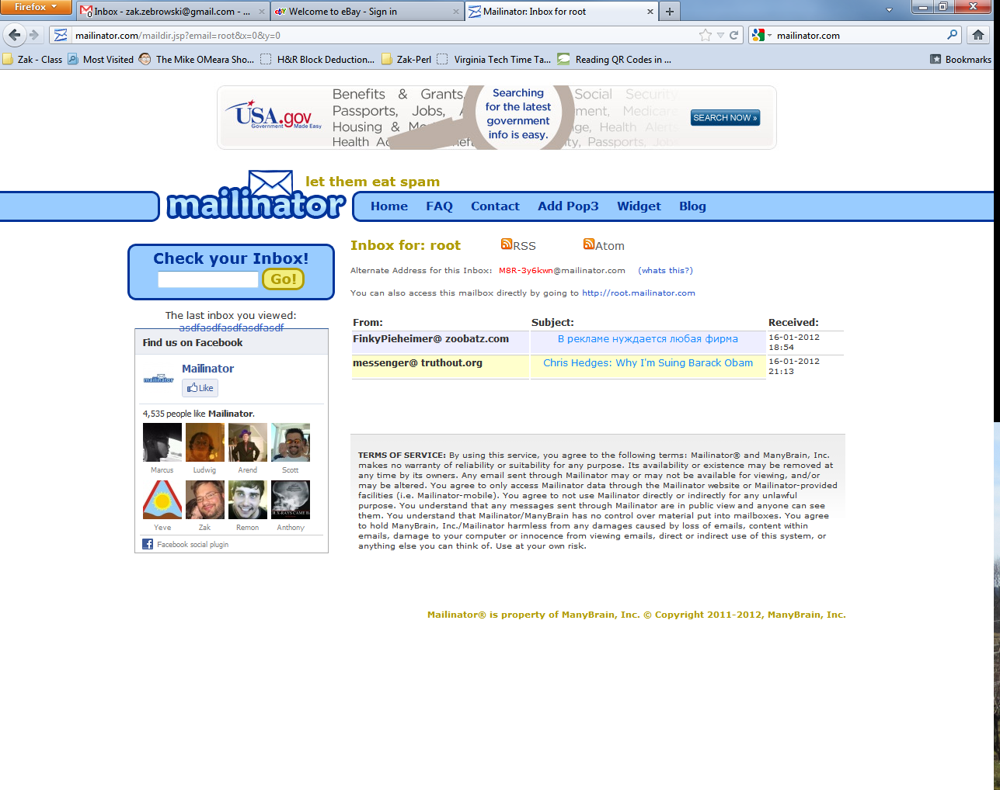 Firefox
Inbox - zak.zebrowski@gmail.com - ...
Welcome to eBay - Sign in
Mailinator: Inbox for root
mailinator.com/maildir.jsp?email=root&x=0&y=0
mailinator.com
Zak - Class
Most Visited
The Mike OMeara Sho...
H&R Block Deduction...
Zak-Perl
Virginia Tech Time Ta...
Reading QR Codes in ...
Bookmarks
USA.gov
Government Made Easy
Benefits & Grants,
Passports, Jobs,
Housing &
Health
Searching
for the latest
government
info is easy.
Social Security
Medicare
Health Alerts
Passports, Jobs
SEARCH NOW »
let them eat spam
mailinator
Home FAQ Contact Add Pop3 Widget Blog
Check your Inbox!
Go!
The last inbox you viewed:
asdfasdfasdfasdfasdf
Find us on Facebook
Mailinator
mailinator
Like
4,535 people like Mailinator.
Marcus Ludwig Arend Scott
Yeve Zak Remon Anthony
Facebook social plugin
Inbox for: root
RSS
Atom
Alternate Address for this Inbox: M8R-3y6kwn@mailinator.com (whats this?)
You can also access this mailbox directly by going to http://root.mailinator.com
From: Subject: Received:
FinkyPieheimer@ zoobatz.com В рекламе нуждается любая фирма 16-01-2012
18:54
messenger@ truthout.org Chris Hedges: Why I'm Suing Barack Obam 16-01-2012
21:13
TERMS OF SERVICE: By using this service, you agree to the following terms: Mailinator® and ManyBrain, Inc.
makes no warranty of reliability or suitability for any purpose. Its availability or existence may be removed at
any time by its owners. Any email sent through Mailinator may or may not be available for viewing, and/or
may be altered. You agree to only access Mailinator data through the Mailinator website or Mailinator-provided
facilities (i.e. Mailinator-mobile). You agree to not use Mailinator directly or indirectly for any unlawful
purpose. You understand that any messages sent through Mailinator are in public view and anyone can see
them. You understand that Mailinator/ManyBrain has no control over material put into mailboxes. You agree
to hold ManyBrain, Inc./Mailinator harmless from any damages caused by loss of emails, content within
emails, damage to your computer or innocence from viewing emails, direct or indirect use of this system, or
anything else you can think of. Use at your own risk.
Mailinator® is property of ManyBrain, Inc. © Copyright 2011-2012, ManyBrain, Inc.